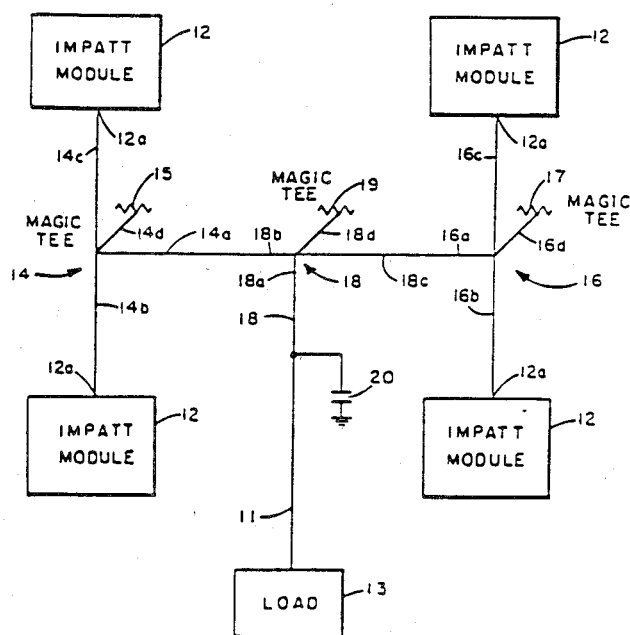 IMPATT
MODULE
12
IMPATT
MODULE
12
12a
12a
14c
16c
15
19
17
MAGIC
TEE
MAGIC
TEE
MAGIC
TEE
14d
18d
16d
14a
18b
16a
14
18a
18
18c
16
14b
18
16b
12a
20
12a
IMPATT
MODULE
12
IMPATT
MODULE
12
11
LOAD
13